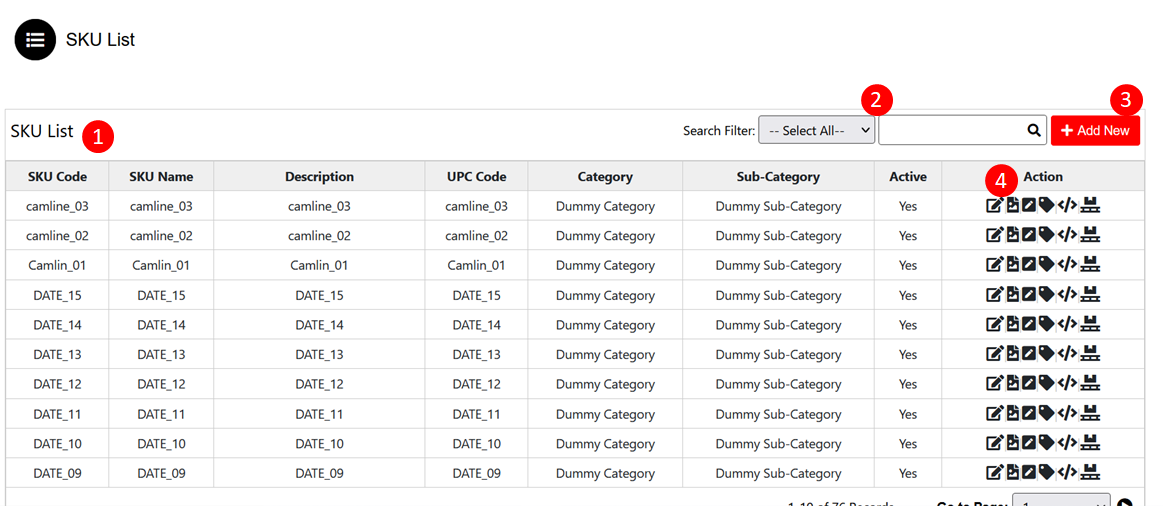 SKU List
2
3
SKU List 1 Search Filter: -- Select All-- + Add New
4
SKU Code SKU Name Description UPC Code Category Sub-Category Active Action
camline_03 camline_03 camline_03 camline_03 Dummy Category Dummy Sub-Category Yes
camline_02 camline_02 camline_02 camline_02 Dummy Category Dummy Sub-Category Yes
Camlin_01 Camlin_01 Camlin_01 Camlin_01 Dummy Category Dummy Sub-Category Yes
DATE_15 DATE_15 DATE_15 DATE_15 Dummy Category Dummy Sub-Category Yes
DATE_14 DATE_14 DATE_14 DATE_14 Dummy Category Dummy Sub-Category Yes
DATE_13 DATE_13 DATE_13 DATE_13 Dummy Category Dummy Sub-Category Yes
DATE_12 DATE_12 DATE_12 DATE_12 Dummy Category Dummy Sub-Category Yes
DATE_11 DATE_11 DATE_11 DATE_11 Dummy Category Dummy Sub-Category Yes
DATE_10 DATE_10 DATE_10 DATE_10 Dummy Category Dummy Sub-Category Yes
DATE_09 DATE_09 DATE_09 DATE_09 Dummy Category Dummy Sub-Category Yes
1-10 of 76 Records Go to Page: 1